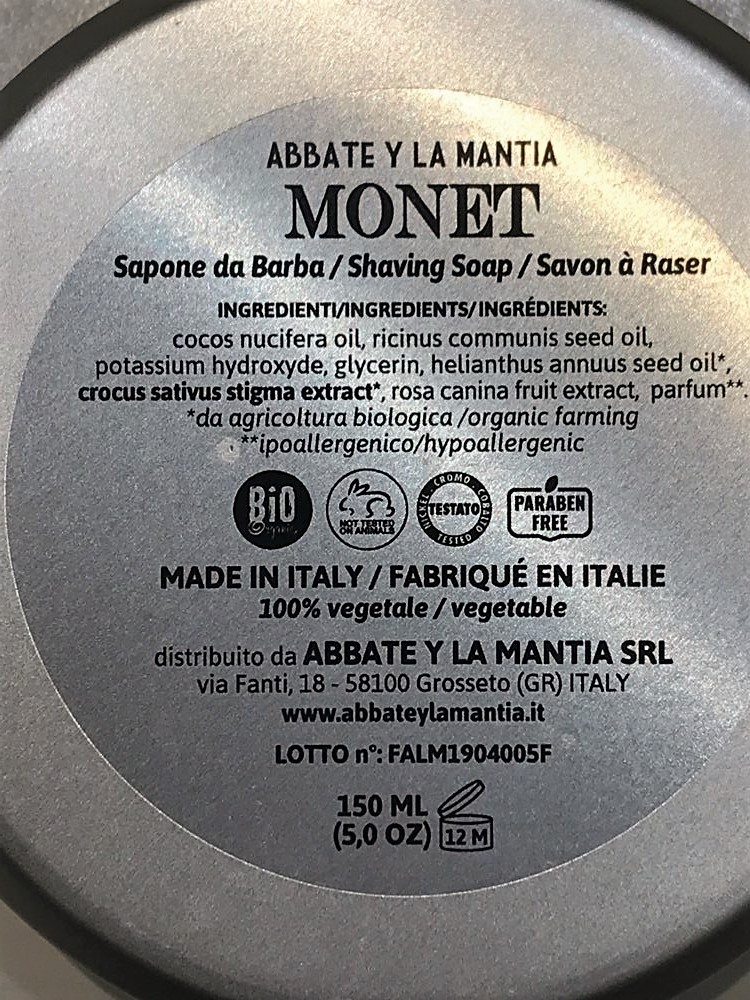 ABBATE Y LA MANTIA
MONET
Sapone da Barba / Shaving Soap / Savon à Raser
INGREDIENTI/INGREDIENTS/INGRÉDIENTS:
cocos nucifera oil, ricinus communis seed oil,
potassium hydroxyde, glycerin, helianthus annuus seed oil*,
crocus sativus stigma extract*, rosa canina fruit extract, parfum**.
*da agricoltura biologica /organic farming
**ipoallergenico/hypoallergenic
BiO
Organic
NOT TESTED
ON ANIMALS
NICKEL CROMO COBALTO
TESTATO
TESTED
PARABEN
FREE
MADE IN ITALY / FABRIQUÉ EN ITALIE
100% vegetale / vegetable
distribuito da ABBATE Y LA MANTIA SRL
via Fanti, 18 - 58100 Grosseto (GR) ITALY
www.abbateylamantia.it
LOTTO n°: FALM1904005F
150 ML
(5,0 OZ) 12 M